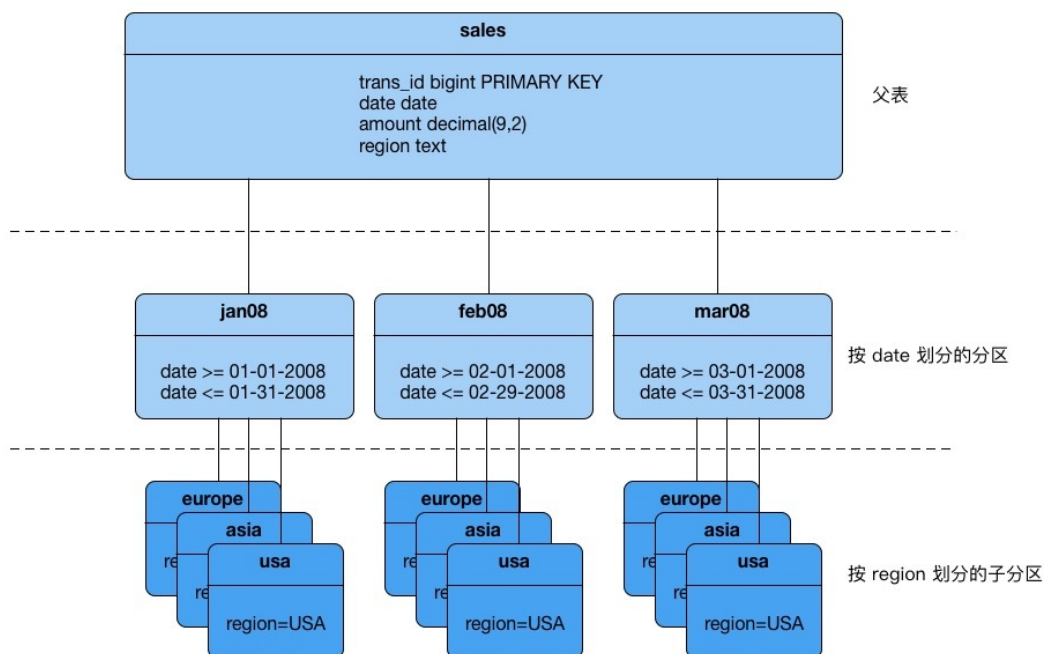 sales
trans_id bigint PRIMARY KEY
date date
amount decimal(9,2)
region text
父表
jan08
date >= 01-01-2008
date <= 01-31-2008
feb08
date >= 02-01-2008
date <= 02-29-2008
mar08
date >= 03-01-2008
date <= 03-31-2008
按 date 划分的分区
europe
asia
usa
region=USA
europe
asia
usa
region=USA
europe
asia
usa
region=USA
按 region 划分的子分区